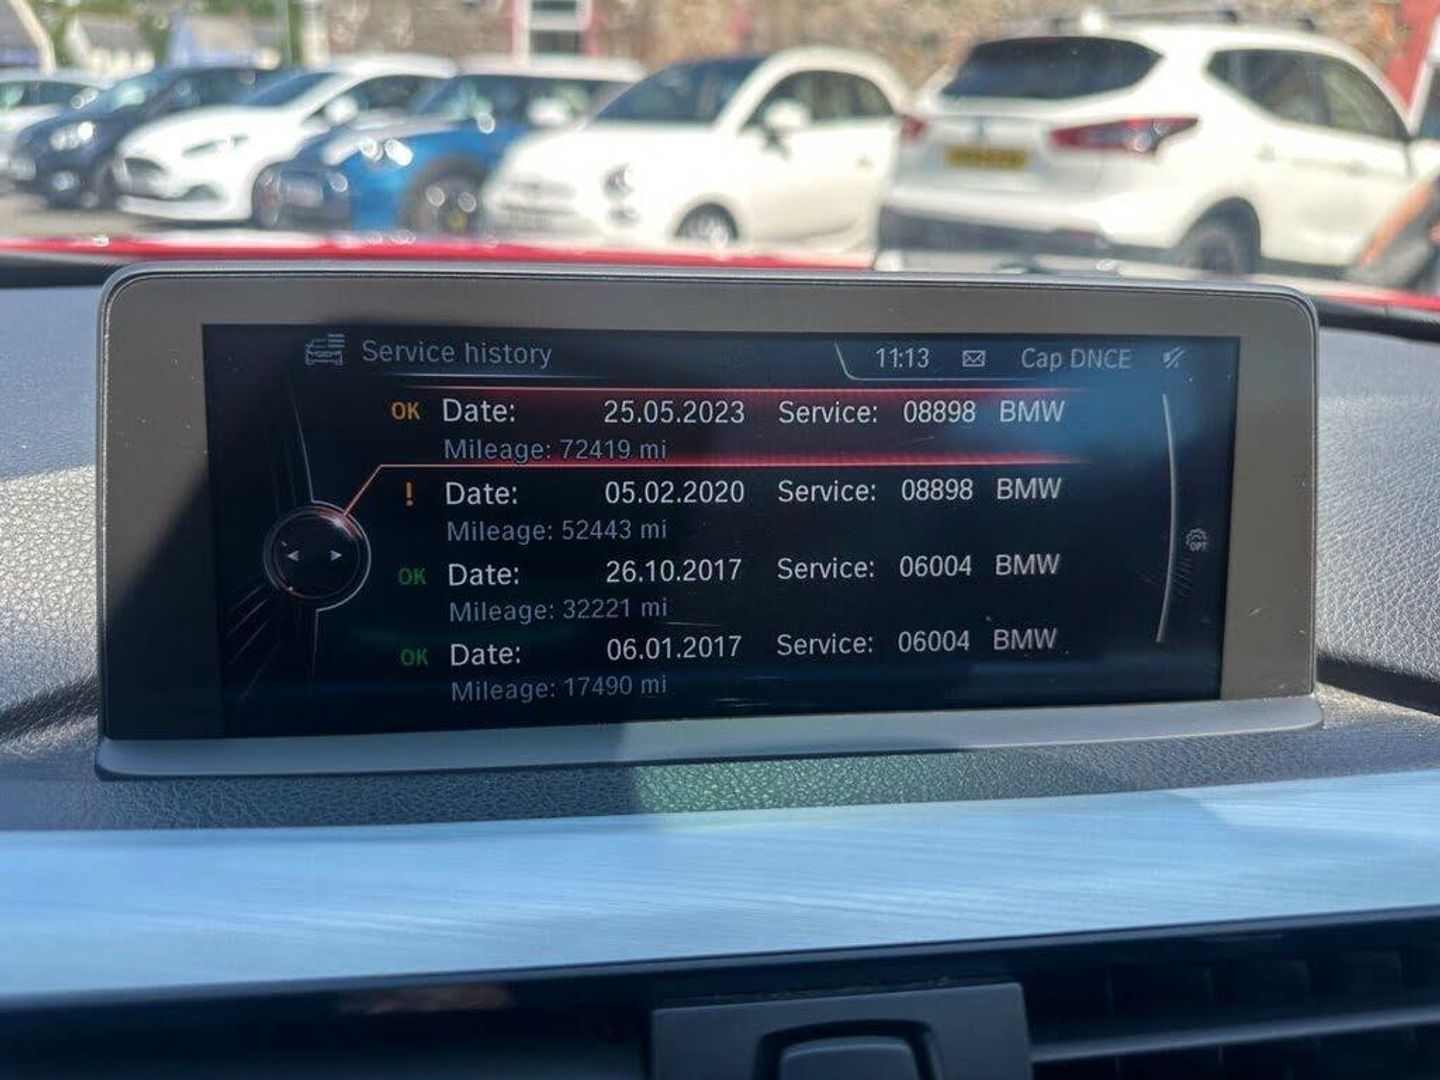 Service history 11:13 Cap DNCE
OK Date: 25.05.2023 Service: 08898 BMW
Mileage: 72419 mi
! Date: 05.02.2020 Service: 08898 BMW
Mileage: 52443 mi
OK Date: 26.10.2017 Service: 06004 BMW
Mileage: 32221 mi
OPT
OK Date: 06.01.2017 Service: 06004 BMW
Mileage: 17490 mi